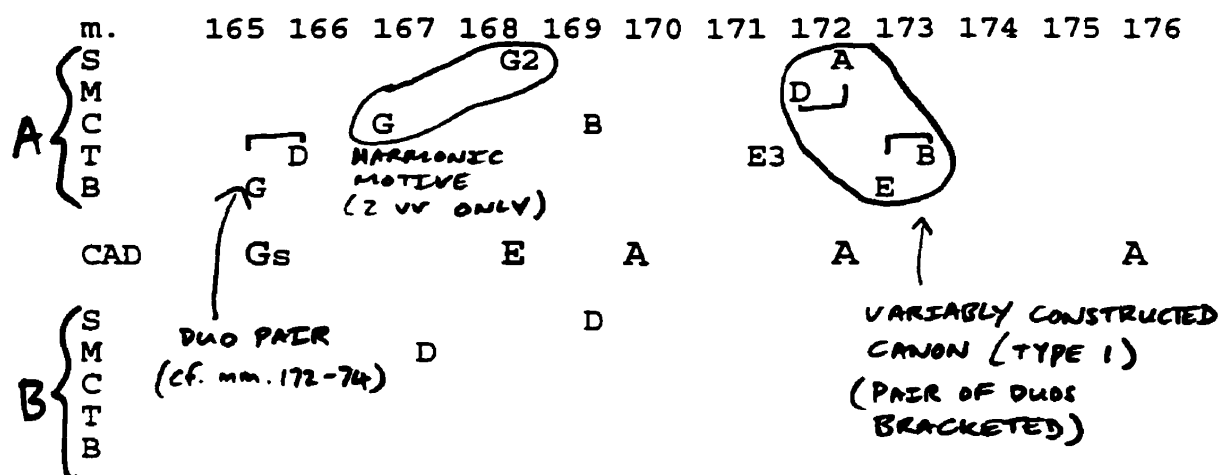 m. 165 166 167 168 169 170 171 172 173 174 175 176
S G2 A
M D
A C G B
T D E3 B
B G E
HARMONIC
MOTIVE
(2 VV ONLY)
CAD Gs E A A A
S D
M D
B C
T
B
DUO PAIR
(cf. mm. 172-74)
VARIABLY CONSTRUCTED
CANON (TYPE 1)
(PAIR OF DUOS
BRACKETED)